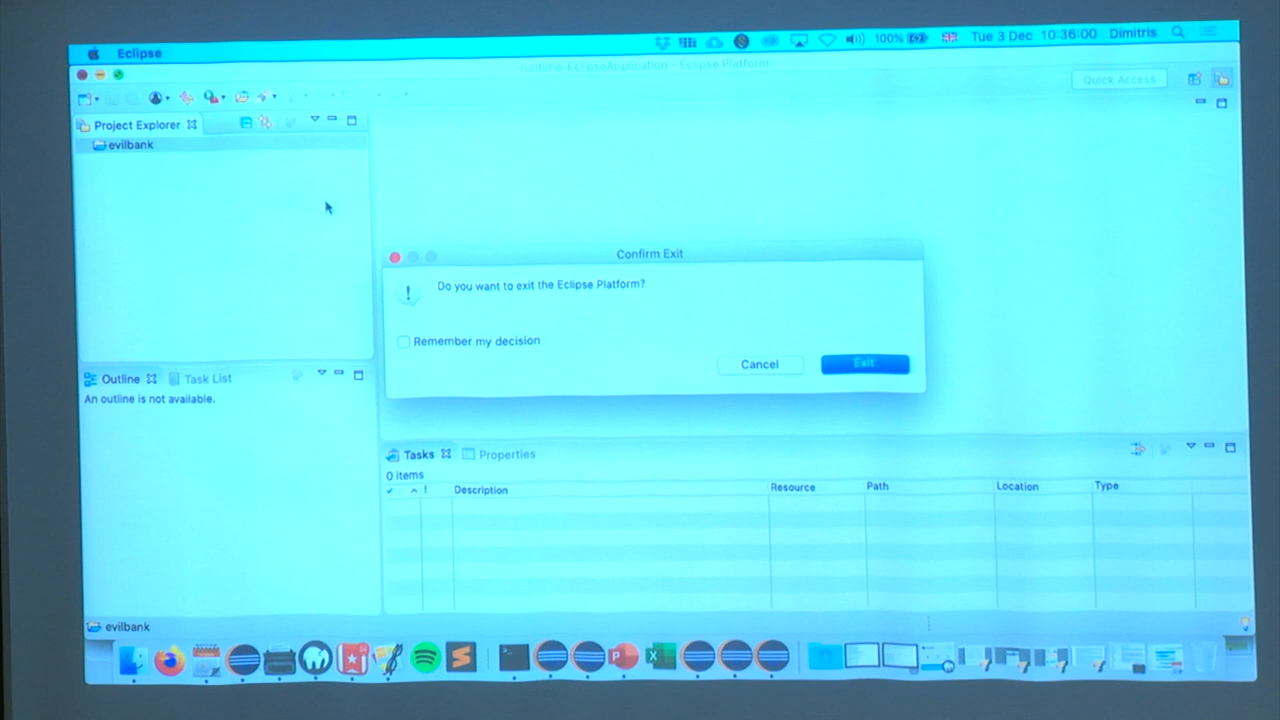 Eclipse
100%
Tue 3 Dec 10:36:00 Dimitris
runtime-EclipseApplication - Eclipse Platform
Quick Access
Project Explorer
evilbank
Confirm Exit
Do you want to exit the Eclipse Platform?
Remember my decision
Cancel
Exit
Outline
Task List
An outline is not available.
Tasks
Properties
0 items
! Description Resource Path Location Type
evilbank